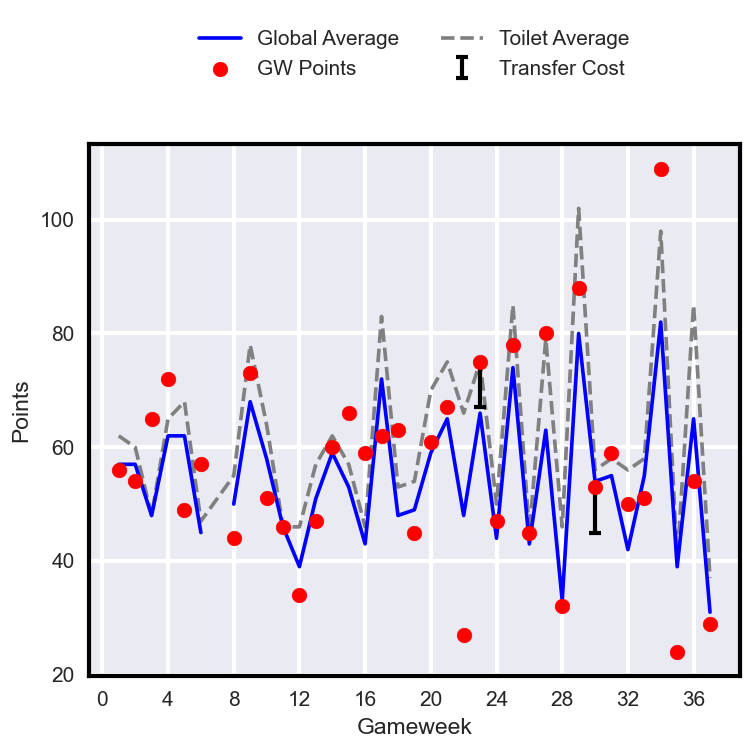 Global Average
Toilet Average
GW Points
Transfer Cost
100
80
60
40
20
Points
0 4 8 12 16 20 24 28 32 36
Gameweek